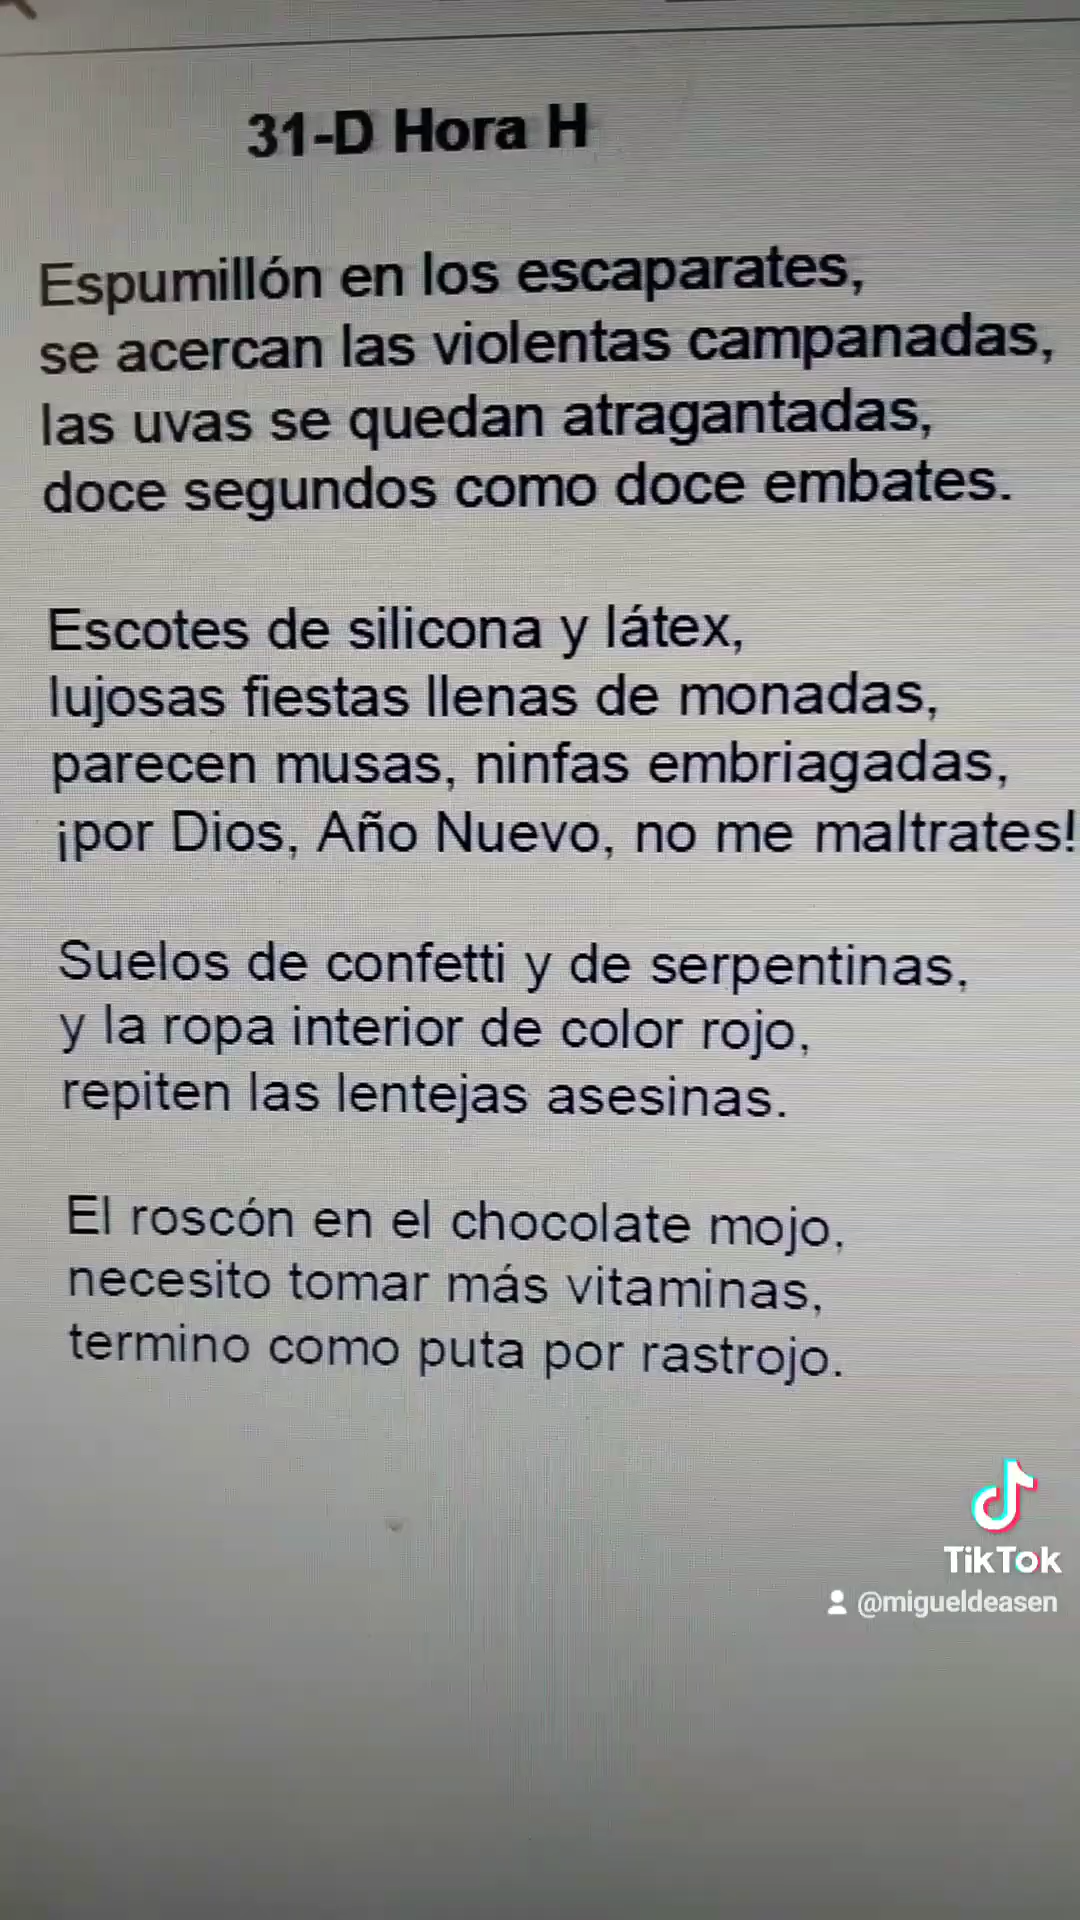 31-D Hora H
Espumillón en los escaparates,
se acercan las violentas campanadas,
las uvas se quedan atragantadas,
doce segundos como doce embates.
Escotes de silicona y látex,
lujosas fiestas llenas de monadas,
parecen musas, ninfas embriagadas,
¡por Dios, Año Nuevo, no me maltrates!
Suelos de confetti y de serpentinas,
y la ropa interior de color rojo,
repiten las lentejas asesinas.
El roscón en el chocolate mojo,
necesito tomar más vitaminas,
termino como puta por rastrojo.
TikTok
@migueldeasen